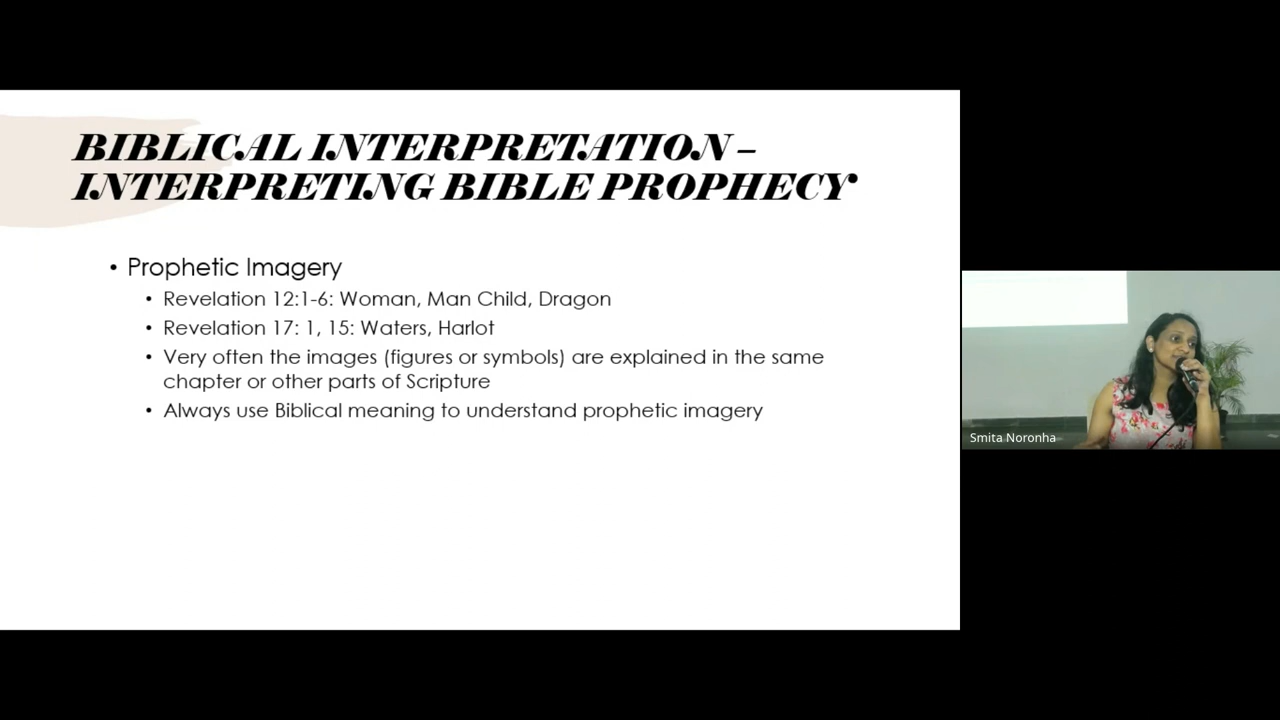 BIBLICAL INTERPRETATION –
INTERPRETING BIBLE PROPHECY
• Prophetic Imagery
• Revelation 12:1-6: Woman, Man Child, Dragon
• Revelation 17: 1, 15: Waters, Harlot
• Very often the images (figures or symbols) are explained in the same
chapter or other parts of Scripture
• Always use Biblical meaning to understand prophetic imagery
Smita Noronha